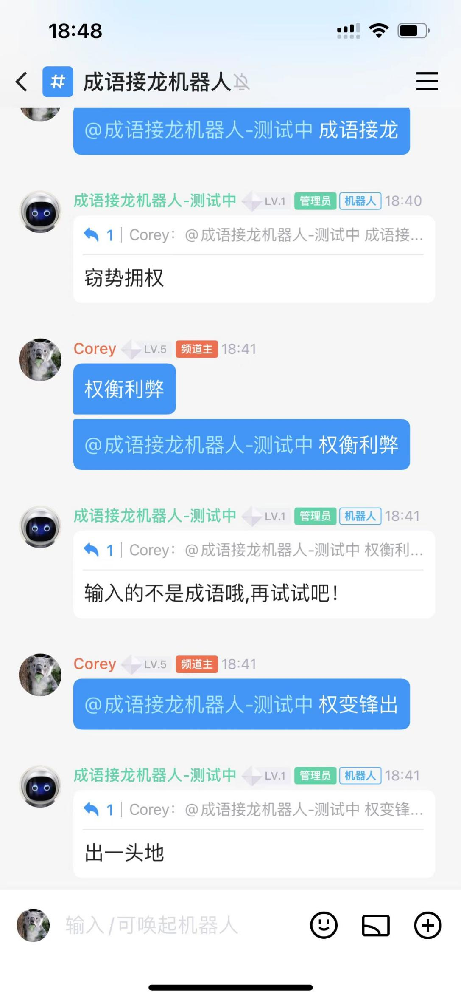 18:48
成语接龙机器人
@成语接龙机器人-测试中 成语接龙
成语接龙机器人-测试中 LV.1 管理员 机器人 18:40
1 | Corey：@成语接龙机器人-测试中 成语接...
窃势拥权
Corey LV.5 频道主 18:41
权衡利弊
@成语接龙机器人-测试中 权衡利弊
成语接龙机器人-测试中 LV.1 管理员 机器人 18:41
1 | Corey：@成语接龙机器人-测试中 权衡利...
输入的不是成语哦,再试试吧！
Corey LV.5 频道主 18:41
@成语接龙机器人-测试中 权变锋出
成语接龙机器人-测试中 LV.1 管理员 机器人 18:41
1 | Corey：@成语接龙机器人-测试中 权变锋...
出一头地
输入/可唤起机器人